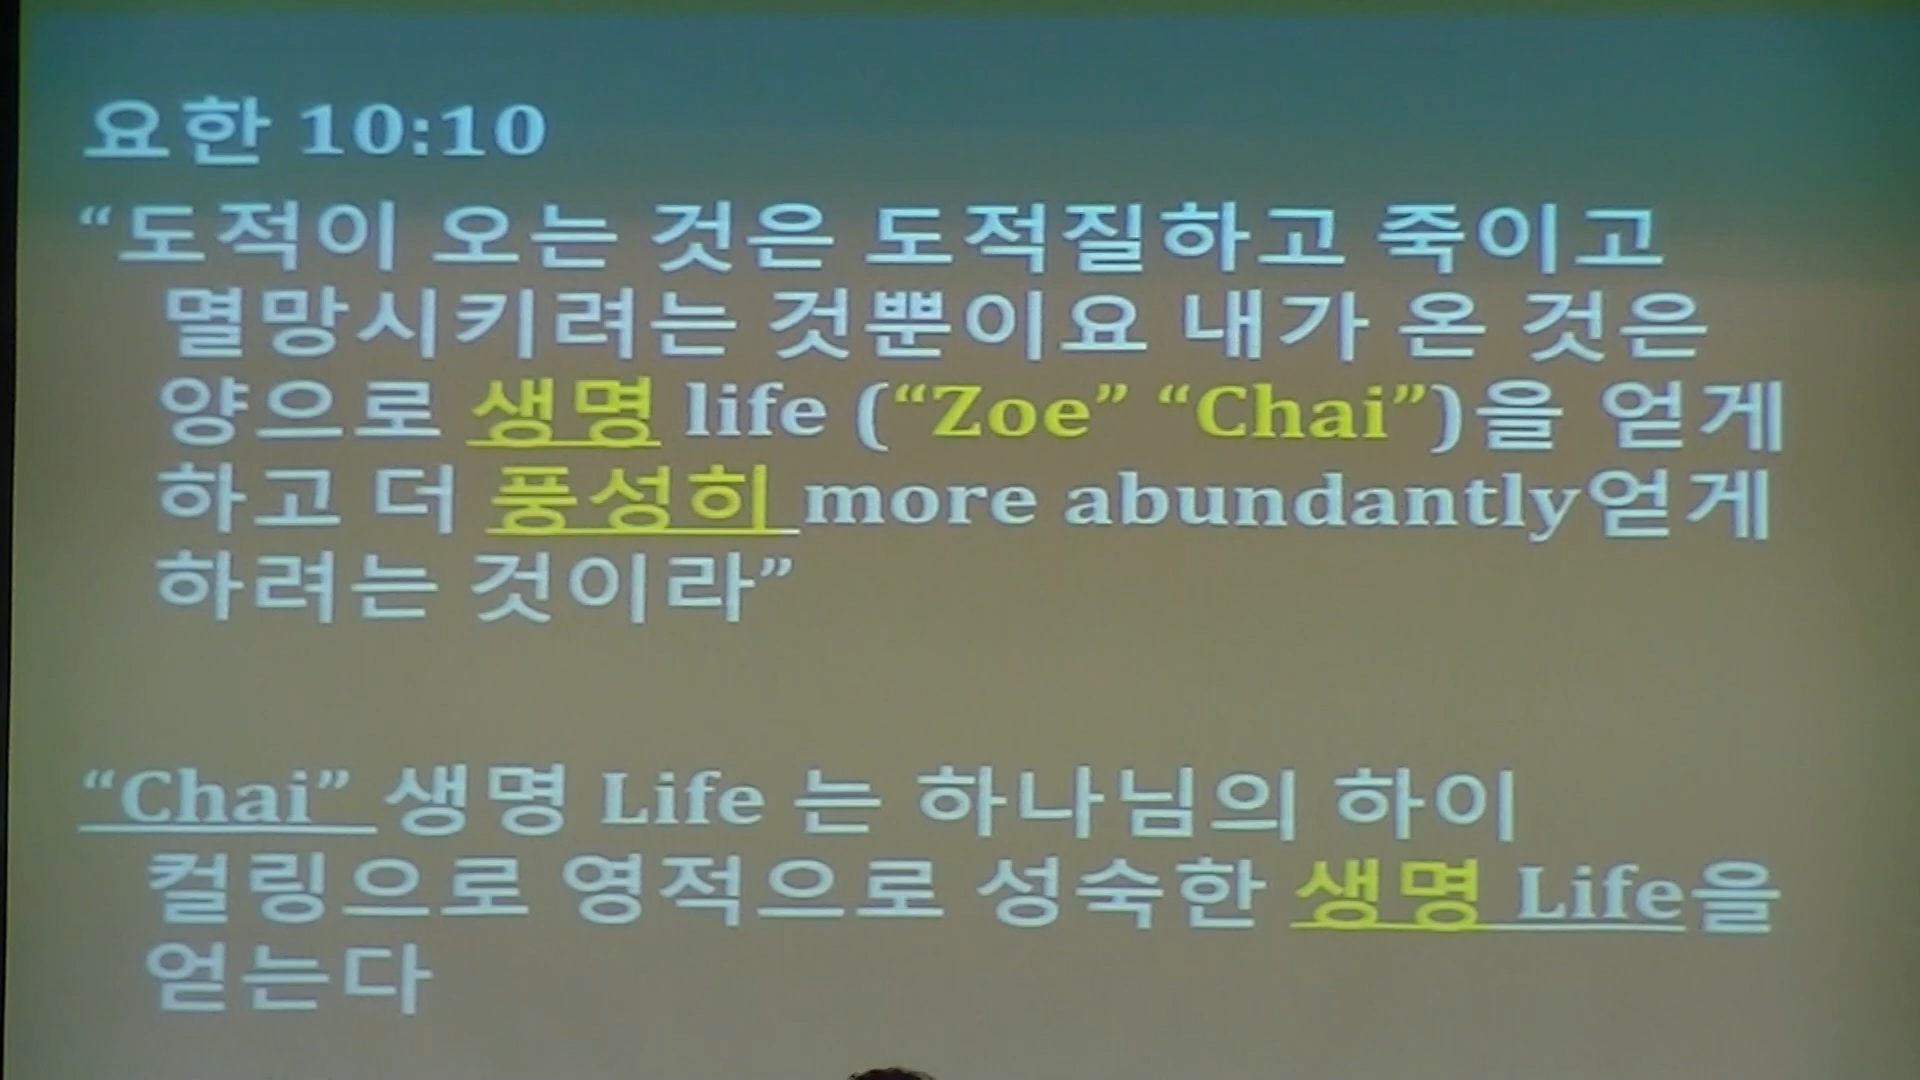 요한 10:10
“도적이 오는 것은 도적질하고 죽이고
멸망시키려는 것뿐이요 내가 온 것은
양으로 생명 life (“Zoe” “Chai”)을 얻게
하고 더 풍성히 more abundantly얻게
하려는 것이라”
“Chai” 생명 Life 는 하나님의 하이
컬링으로 영적으로 성숙한 생명 Life을
얻는다